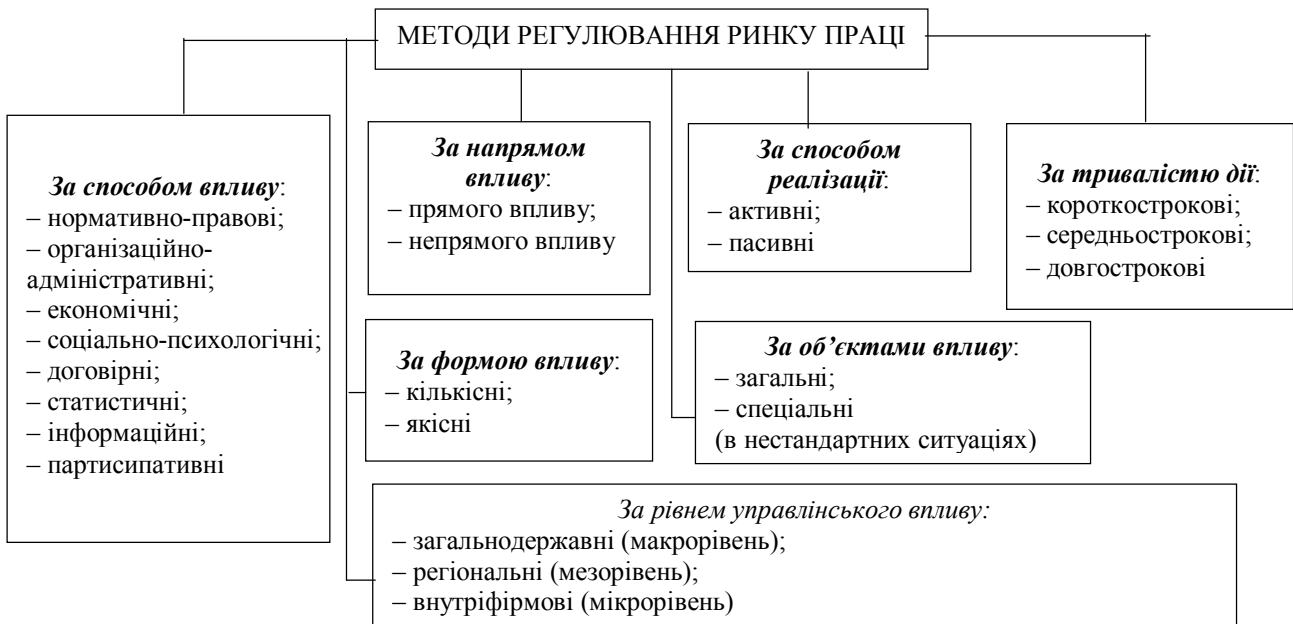 МЕТОДИ РЕГУЛЮВАННЯ РИНКУ ПРАЦІ
За способом впливу:
– нормативно-правові;
– організаційно-
адміністративні;
– економічні;
– соціально-психологічні;
– договірні;
– статистичні;
– інформаційні;
– партисипативні
За напрямом
впливу:
– прямого впливу;
– непрямого впливу
За способом
реалізації:
– активні;
– пасивні
За тривалістю дії:
– короткострокові;
– середньострокові;
– довгострокові
За формою впливу:
– кількісні;
– якісні
За об’єктами впливу:
– загальні;
– спеціальні
(в нестандартних ситуаціях)
За рівнем управлінського впливу:
– загальнодержавні (макрорівень);
– регіональні (мезорівень);
– внутріфірмові (мікрорівень)